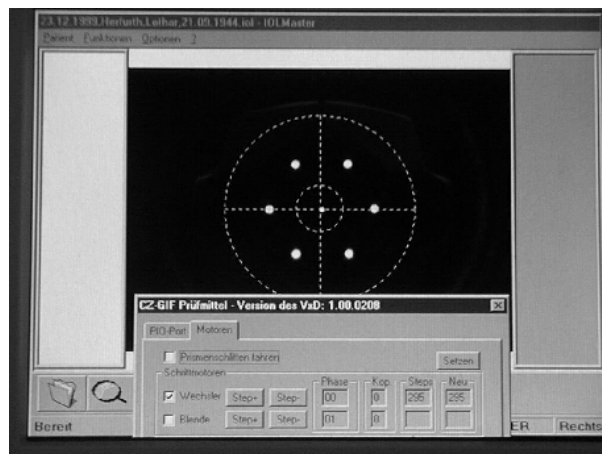 23.12.1999,Herfurth,Lothar,21.09.1944.iol - IOLMaster
Patient Funktionen Optionen ?
CZ-GIF Prüfmittel - Version des VxD: 1.00.0208
PIO-Port Motoren
Prismenschlitten fahren Setzen
Schrittmotoren Phase Kop. Steps Neu
Wechsler Step+ Step- 00 0 295 295
Blende Step+ Step- 01 0
Bereit ER Rechts